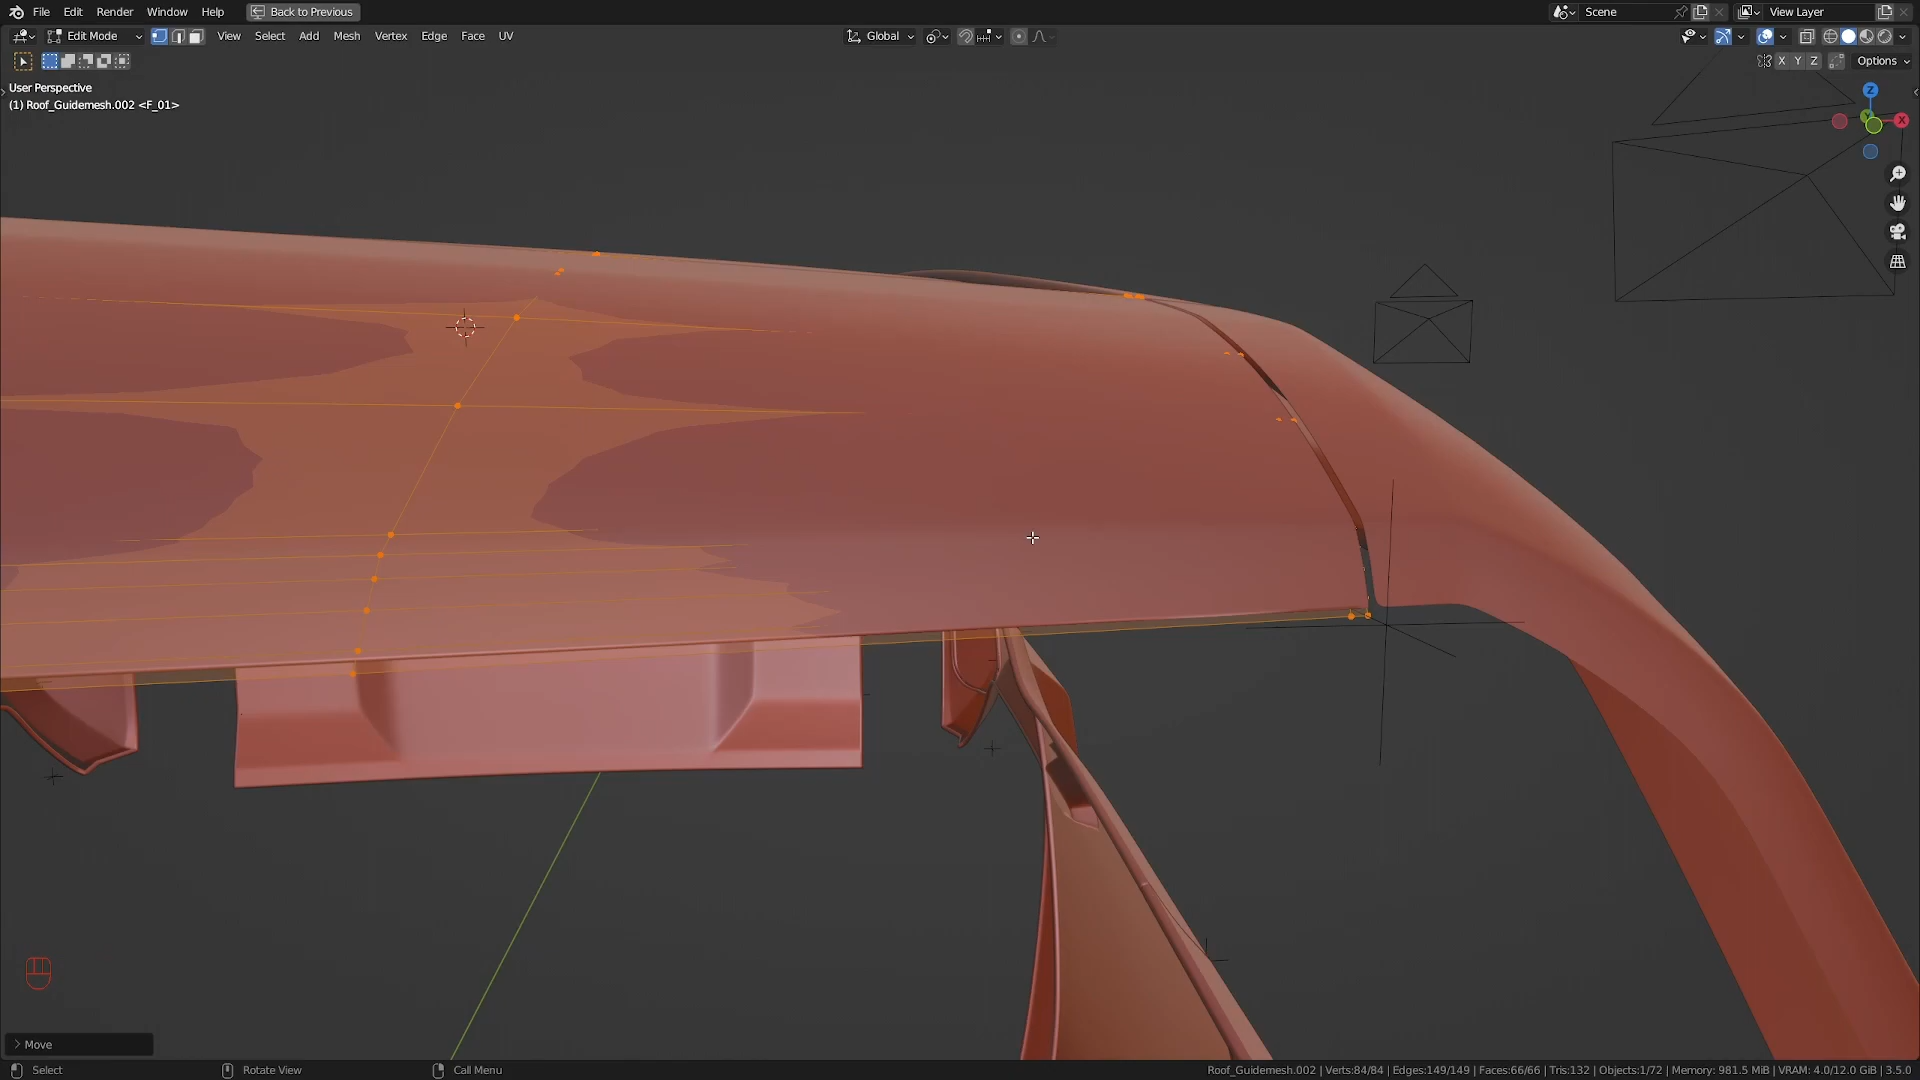 File Edit Render Window Help Back to Previous Scene View Layer
Edit Mode View Select Add Mesh Vertex Edge Face UV Global
X Y Z Options
User Perspective
(1) Roof_Guidemesh.002 <F_01>
Z
X
Move
Select Rotate View Call Menu Roof_Guidemesh.002 | Verts:84/84 | Edges:149/149 | Faces:66/66 | Tris:132 | Objects:1/72 | Memory: 981.5 MiB | VRAM: 4.0/12.0 GiB | 3.5.0